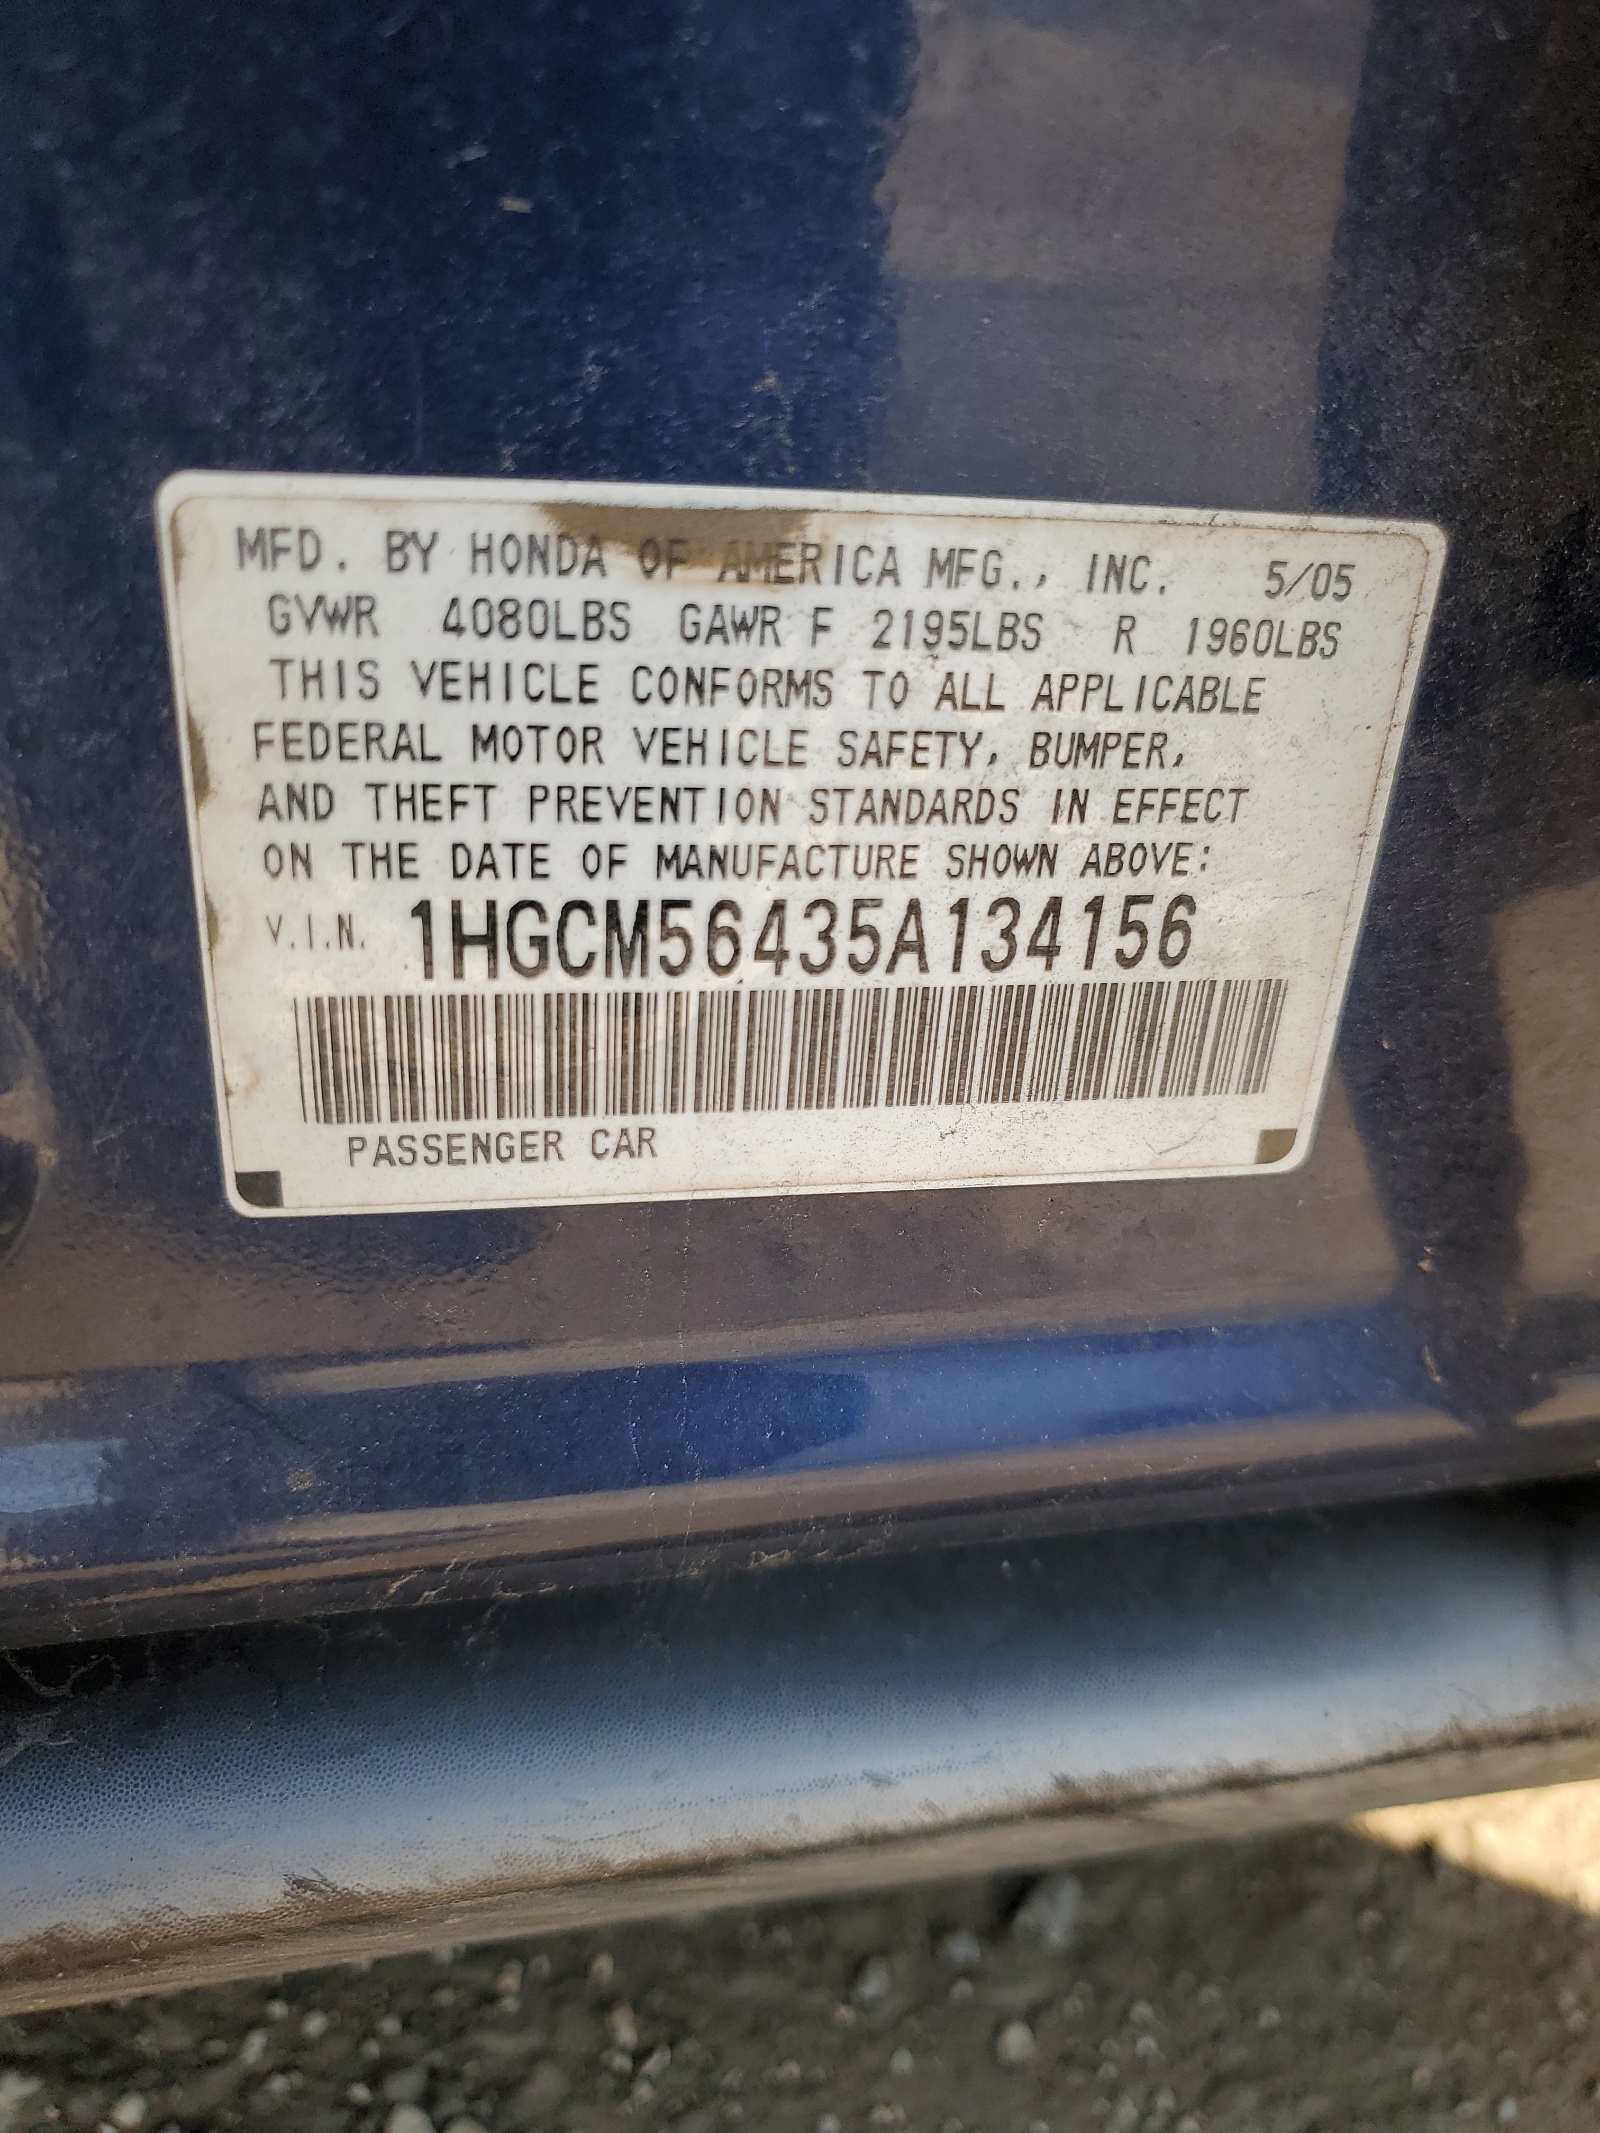 MFD. BY HONDA OF AMERICA MFG., INC. 5/05
GVWR 4080LBS GAWR F 2195LBS R 1960LBS
THIS VEHICLE CONFORMS TO ALL APPLICABLE
FEDERAL MOTOR VEHICLE SAFETY, BUMPER,
AND THEFT PREVENTION STANDARDS IN EFFECT
ON THE DATE OF MANUFACTURE SHOWN ABOVE:
V.I.N. 1HGCM56435A134156
PASSENGER CAR